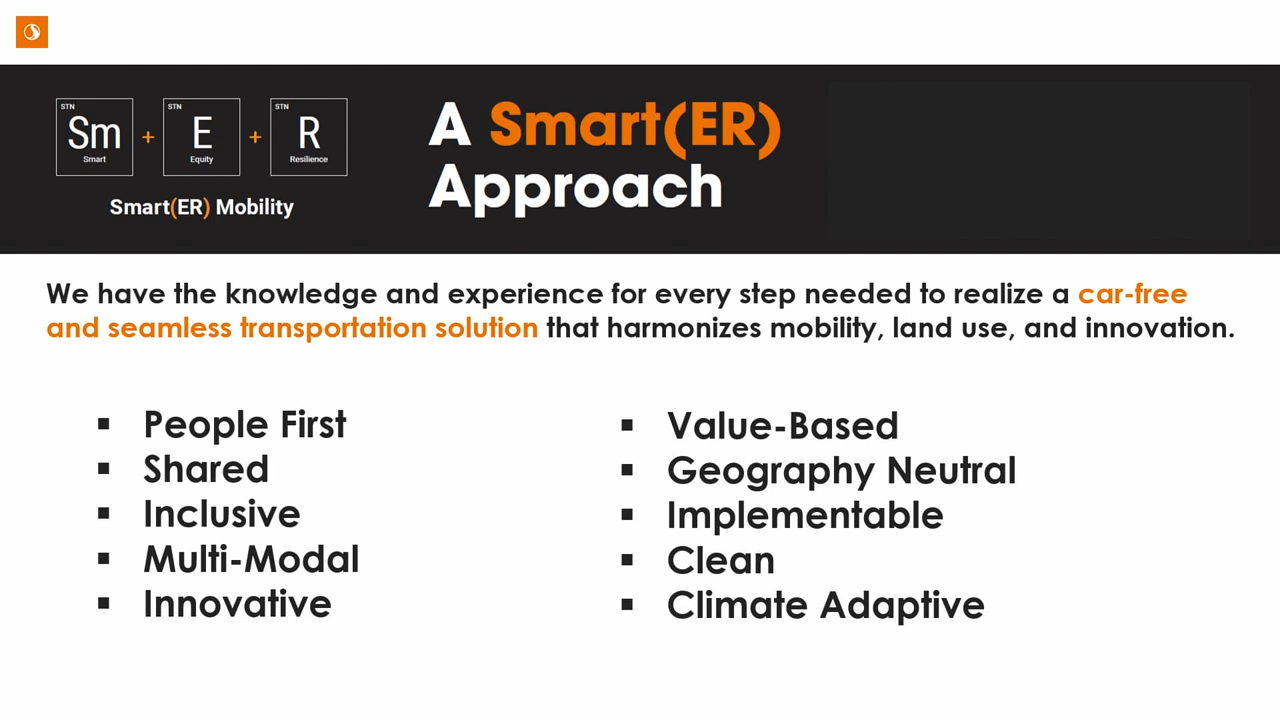 STN
Sm
Smart
+
STN
E
Equity
+
STN
R
Resilience
Smart(ER) Mobility
A Smart(ER)
Approach
We have the knowledge and experience for every step needed to realize a car-free
and seamless transportation solution that harmonizes mobility, land use, and innovation.
▪ People First
▪ Shared
▪ Inclusive
▪ Multi-Modal
▪ Innovative
▪ Value-Based
▪ Geography Neutral
▪ Implementable
▪ Clean
▪ Climate Adaptive